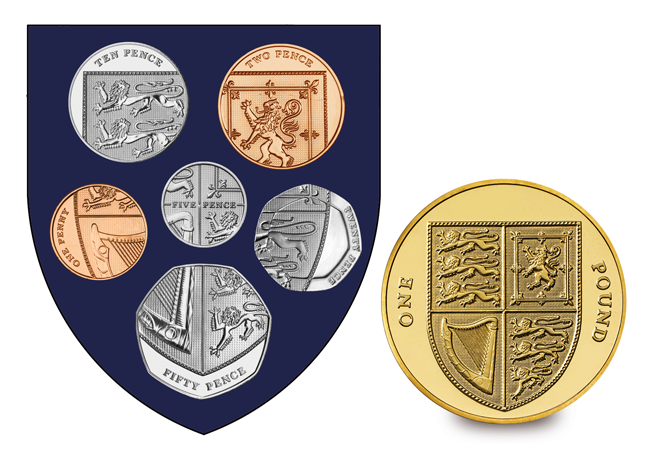 TEN PENCE
TWO PENCE
ONE PENNY
FIVE PENCE
TWENTY PENCE
FIFTY PENCE
ONE POUND